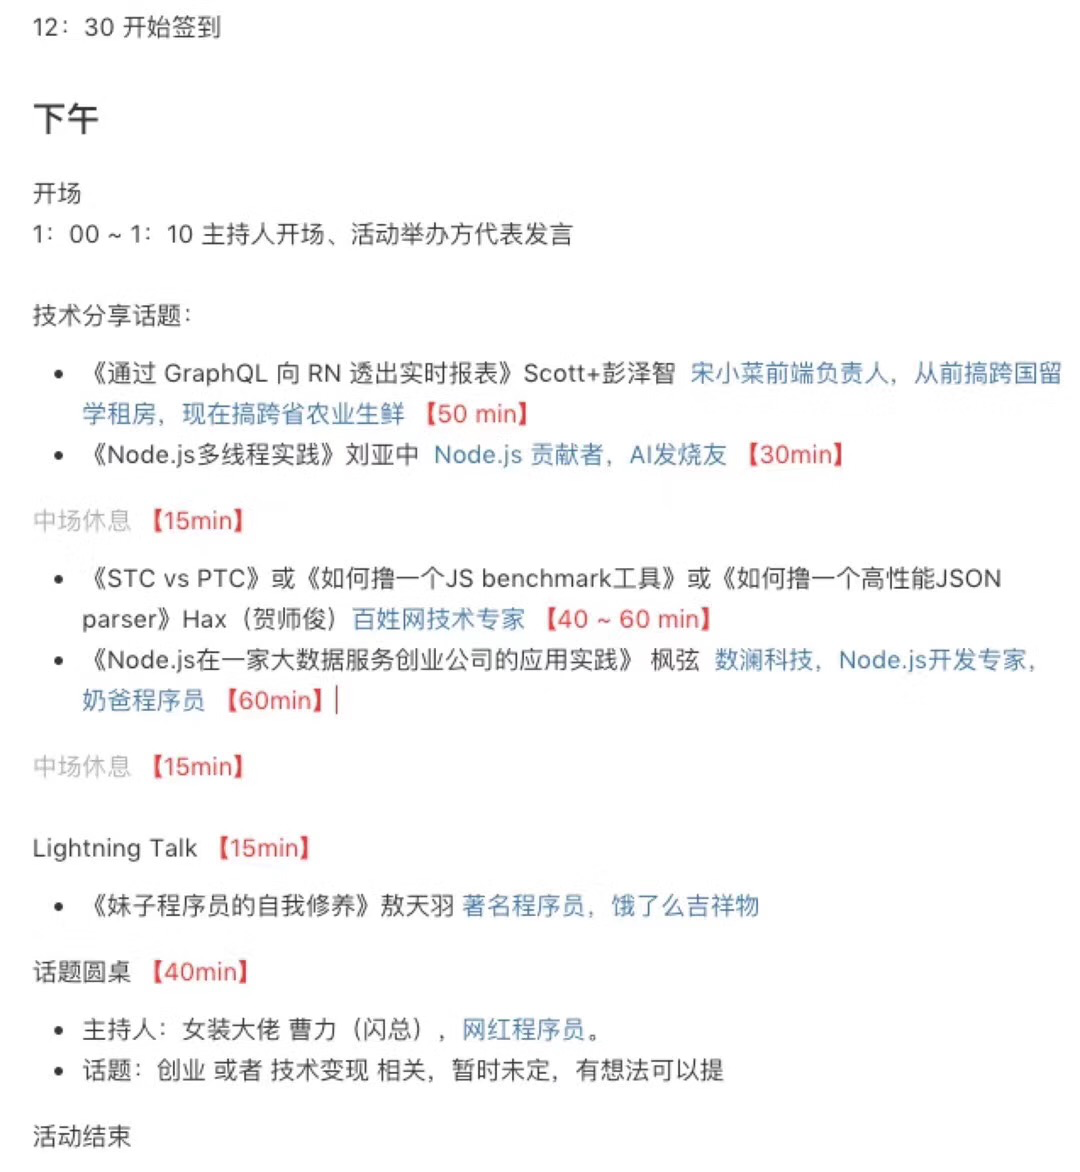 12：30 开始签到
下午
开场
1：00 ~ 1：10 主持人开场、活动举办方代表发言
技术分享话题：
• 《通过 GraphQL 向 RN 透出实时报表》Scott+彭泽智 宋小菜前端负责人，从前搞跨国留
学租房，现在搞跨省农业生鲜 【50 min】
• 《Node.js多线程实践》刘亚中 Node.js 贡献者，AI发烧友 【30min】
中场休息 【15min】
• 《STC vs PTC》或《如何撸一个JS benchmark工具》或《如何撸一个高性能JSON
parser》Hax（贺师俊）百姓网技术专家 【40 ~ 60 min】
• 《Node.js在一家大数据服务创业公司的应用实践》 枫弦 数澜科技，Node.js开发专家，
奶爸程序员 【60min】
中场休息 【15min】
Lightning Talk 【15min】
• 《妹子程序员的自我修养》敖天羽 著名程序员，饿了么吉祥物
话题圆桌 【40min】
• 主持人：女装大佬 曹力（闪总），网红程序员。
• 话题：创业 或者 技术变现 相关，暂时未定，有想法可以提
活动结束